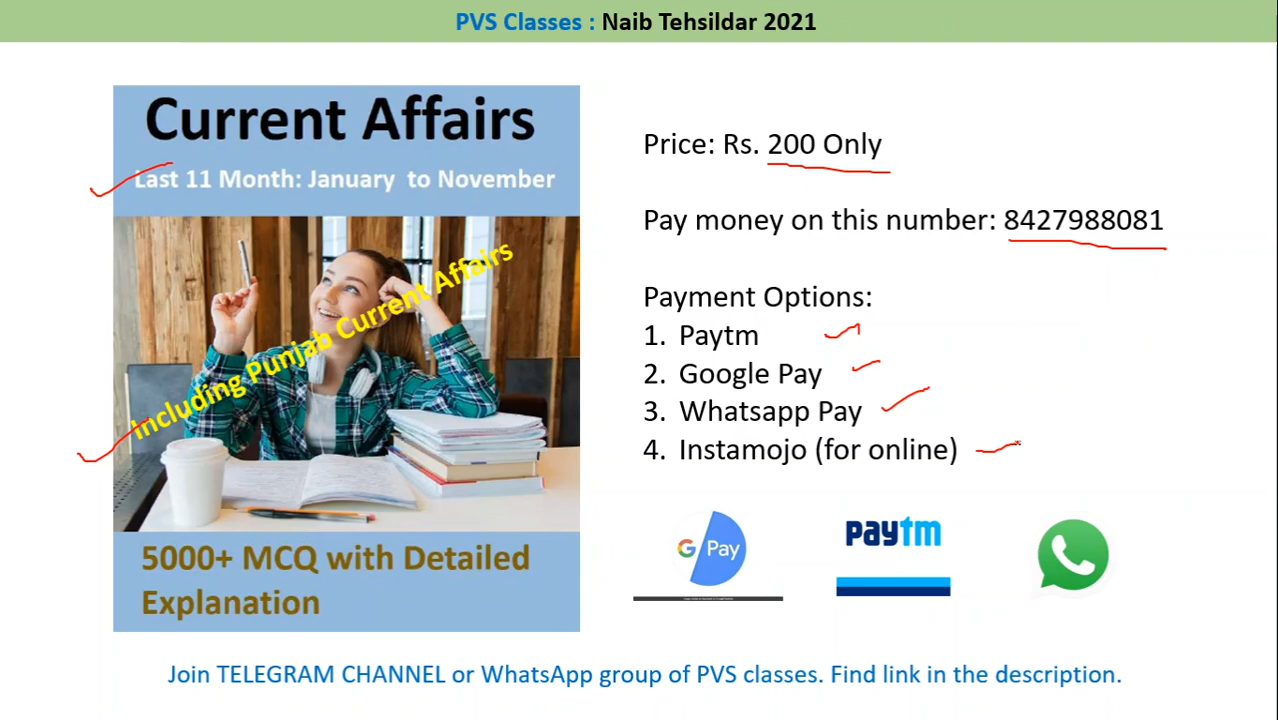 PVS Classes : Naib Tehsildar 2021
Current Affairs
Last 11 Month: January to November
Including Punjab Current Affairs
5000+ MCQ with Detailed
Explanation
Price: Rs. 200 Only
Pay money on this number: 8427988081
Payment Options:
1. Paytm
2. Google Pay
3. Whatsapp Pay
4. Instamojo (for online)
G Pay
paytm
Join TELEGRAM CHANNEL or WhatsApp group of PVS classes. Find link in the description.